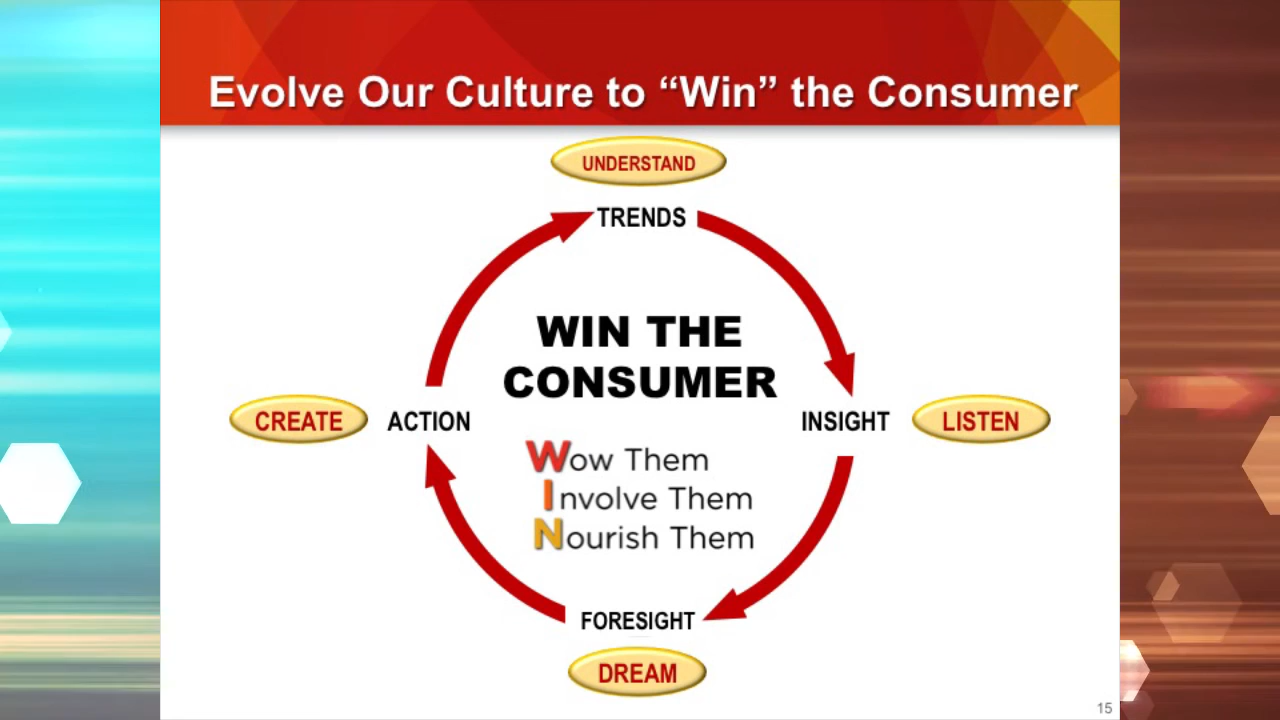 Evolve Our Culture to “Win” the Consumer
UNDERSTAND
TRENDS
WIN THE
CONSUMER
CREATE ACTION INSIGHT LISTEN
Wow Them
Involve Them
Nourish Them
FORESIGHT
DREAM
15